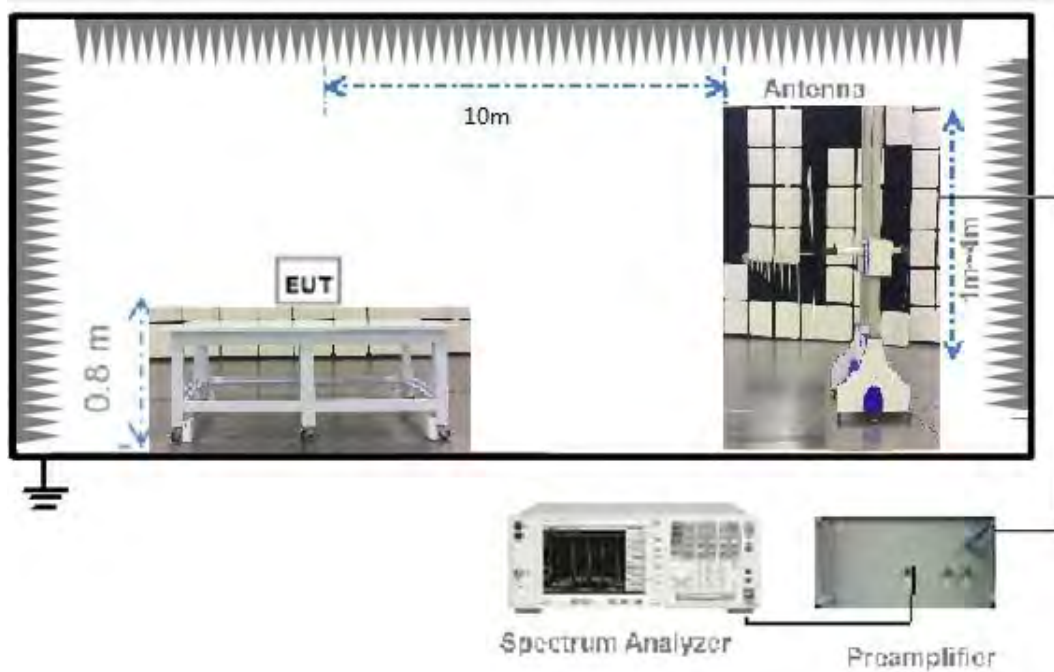 Antenna
10m
1m~4m
EUT
0.8 m
Spectrum Analyzer
Preamplifier